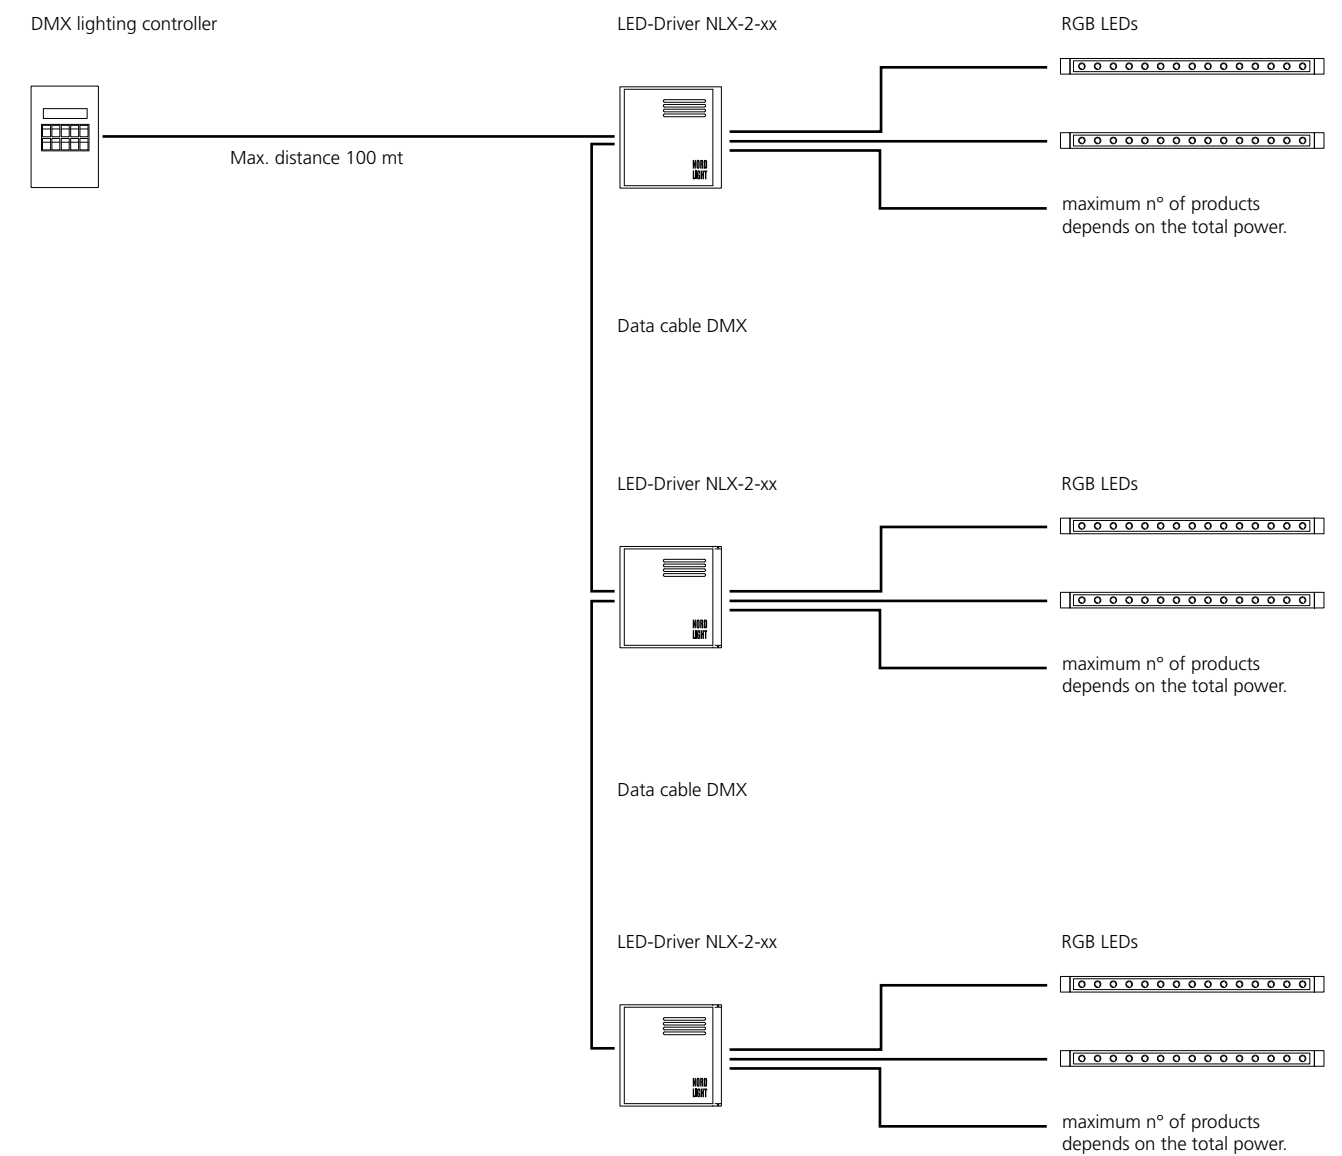 DMX lighting controller
LED-Driver NLX-2-xx
RGB LEDs
Max. distance 100 mt
NORD
LIGHT
maximum n° of products
depends on the total power.
Data cable DMX
LED-Driver NLX-2-xx
RGB LEDs
NORD
LIGHT
maximum n° of products
depends on the total power.
Data cable DMX
LED-Driver NLX-2-xx
RGB LEDs
NORD
LIGHT
maximum n° of products
depends on the total power.